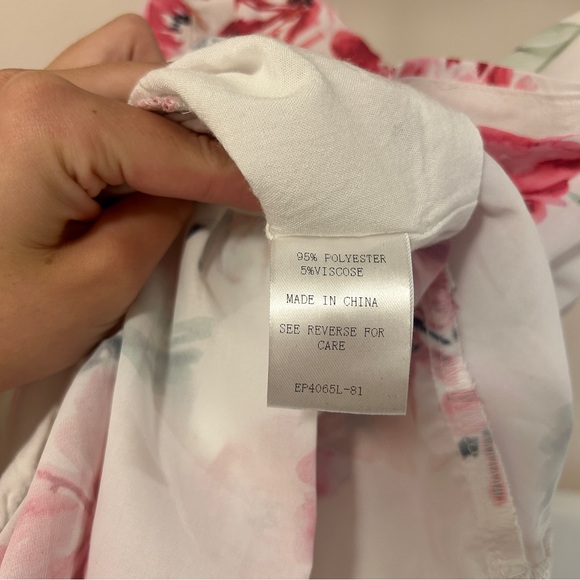 95% POLYESTER
5%VISCOSE
MADE IN CHINA
SEE REVERSE FOR
CARE
EP4065L-81